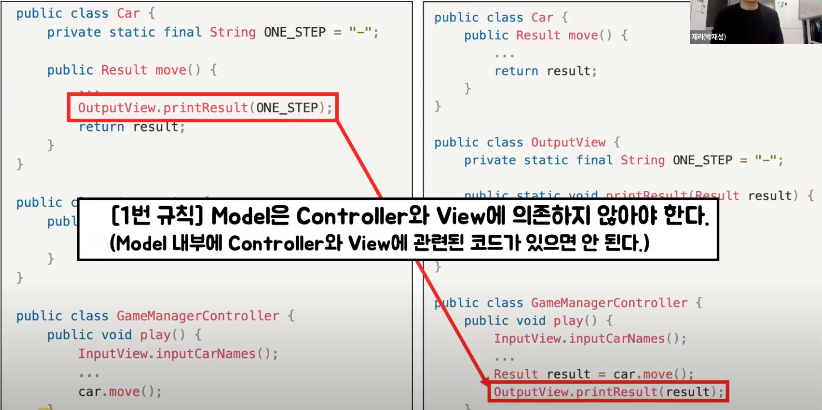 public class Car {
private static final String ONE_STEP = "-";
public Result move() {
...
OutputView.printResult(ONE_STEP);
return result;
}
}
public
}
}
public class GameManagerController {
public void play() {
InputView.inputCarNames();
...
car.move();
}
[1번 규칙] Model은 Controller와 View에 의존하지 않아야 한다.
(Model 내부에 Controller와 View에 관련된 코드가 있으면 안 된다.)
public class Car {
public Result move() {
...
return result;
}
}
public class OutputView {
private static final String ONE_STEP = "-";
public static void printResult(Result result) {
}
public class GameManagerController {
public void play() {
InputView.inputCarNames();
...
Result result = car.move();
OutputView.printResult(result);
}
제리(박재성)